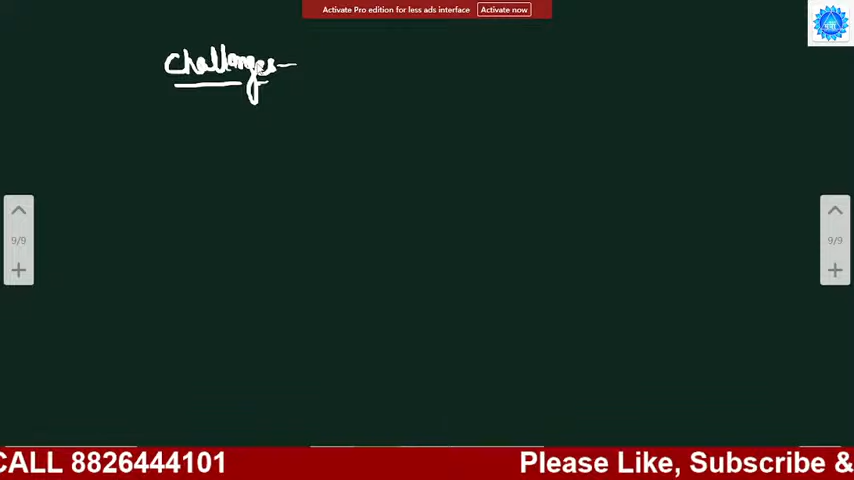 Activate Pro edition for less ads interface Activate now
Challenges-
9/9
9/9
CALL 8826444101 Please Like, Subscribe &